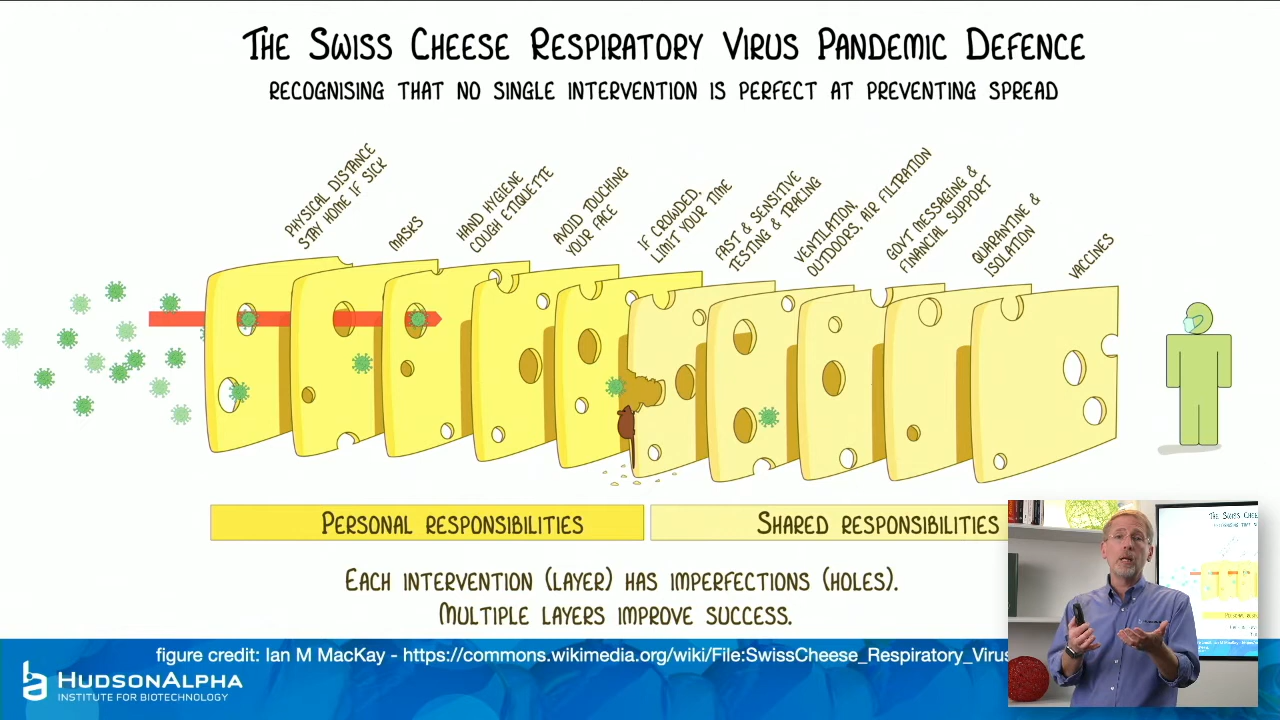 THE SWISS CHEESE RESPIRATORY VIRUS PANDEMIC DEFENCE
RECOGNISING THAT NO SINGLE INTERVENTION IS PERFECT AT PREVENTING SPREAD
PHYSICAL DISTANCE
STAY HOME IF SICK
MASKS
HAND HYGIENE
COUGH ETIQUETTE
AVOID TOUCHING
YOUR FACE
IF CROWDED,
LIMIT YOUR TIME
FAST & SENSITIVE
TESTING & TRACING
VENTILATION,
OUTDOORS, AIR FILTRATION
GOVT MESSAGING &
FINANCIAL SUPPORT
QUARANTINE &
ISOLATION
VACCINES
PERSONAL RESPONSIBILITIES
SHARED RESPONSIBILITIES
EACH INTERVENTION (LAYER) HAS IMPERFECTIONS (HOLES).
MULTIPLE LAYERS IMPROVE SUCCESS.
figure credit: Ian M MacKay - https://commons.wikimedia.org/wiki/File:SwissCheese_Respiratory_Virus
HUDSONALPHA
INSTITUTE FOR BIOTECHNOLOGY
THE SWISS CHEE